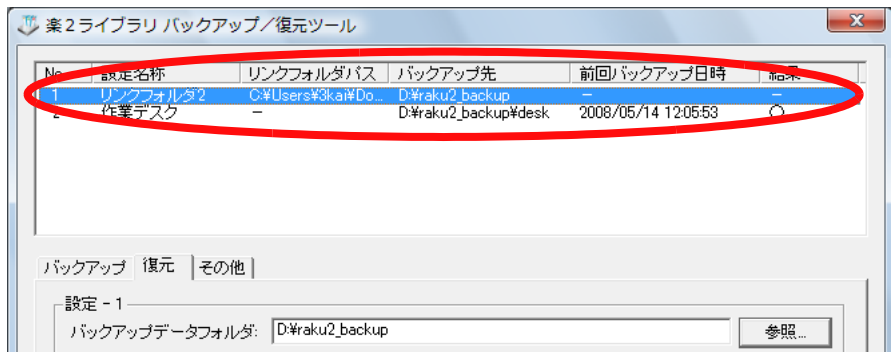 楽2ライブラリ バックアップ／復元ツール
No 設定名称 リンクフォルダパス バックアップ先 前回バックアップ日時 結果
1 リンクフォルダ2 C:¥Users¥3kai¥Do... D:¥raku2_backup － －
2 作業デスク － D:¥raku2_backup¥desk 2008/05/14 12:05:53 ○
バックアップ 復元 その他
設定 - 1
バックアップデータフォルダ: D:¥raku2_backup 参照...